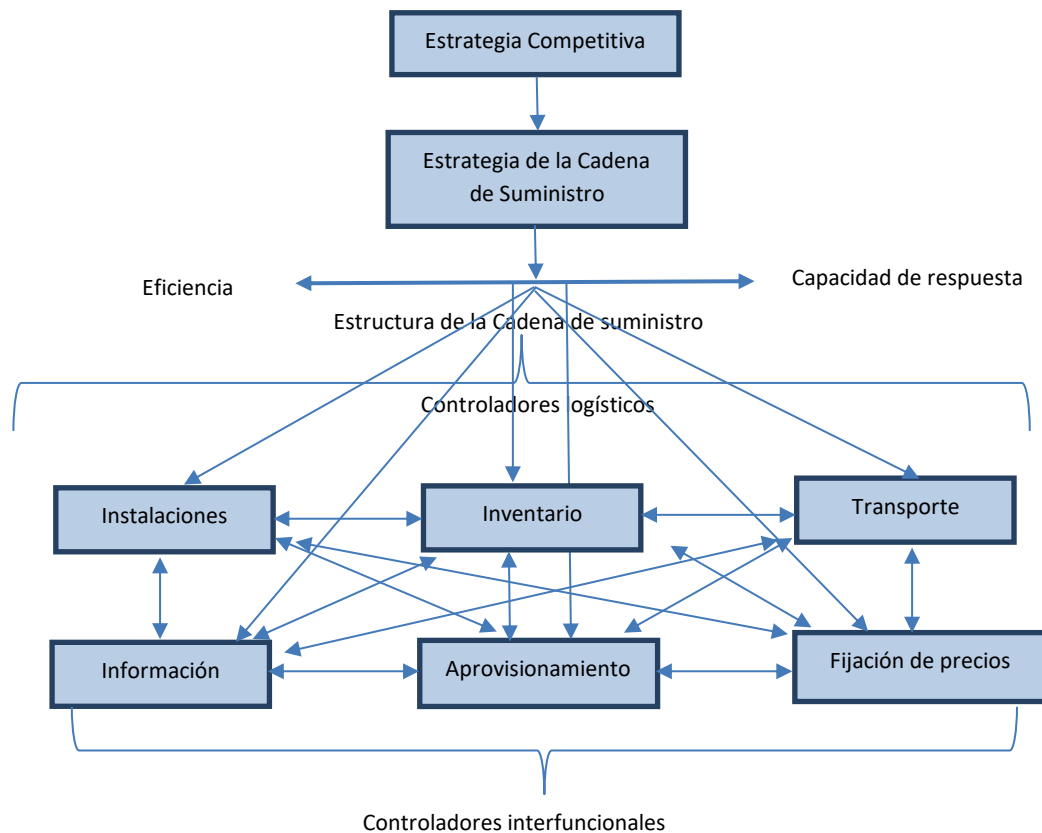 Estrategia Competitiva
Estrategia de la Cadena
de Suministro
Eficiencia
Capacidad de respuesta
Estructura de la Cadena de suministro
Controladores logísticos
Instalaciones
Inventario
Transporte
Información
Aprovisionamiento
Fijación de precios
Controladores interfuncionales